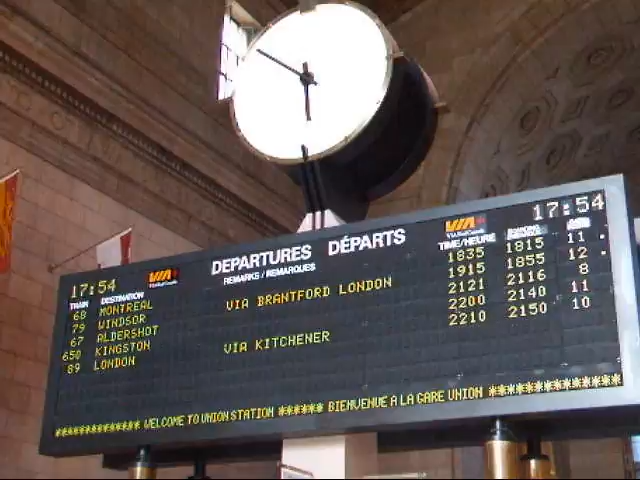 17:54 VIA DEPARTURES DÉPARTS VIA 17:54
TRAIN DESTINATION REMARKS / REMARQUES TIME/HEURE
68 MONTREAL 1835 1815 11
79 WINDSOR VIA BRANTFORD LONDON 1915 1855 12
67 ALDERSHOT 2121 2116 8
650 KINGSTON 2200 2140 11
89 LONDON VIA KITCHENER 2210 2150 10
************* WELCOME TO UNION STATION ****** BIENVENUE A LA GARE UNION *****************